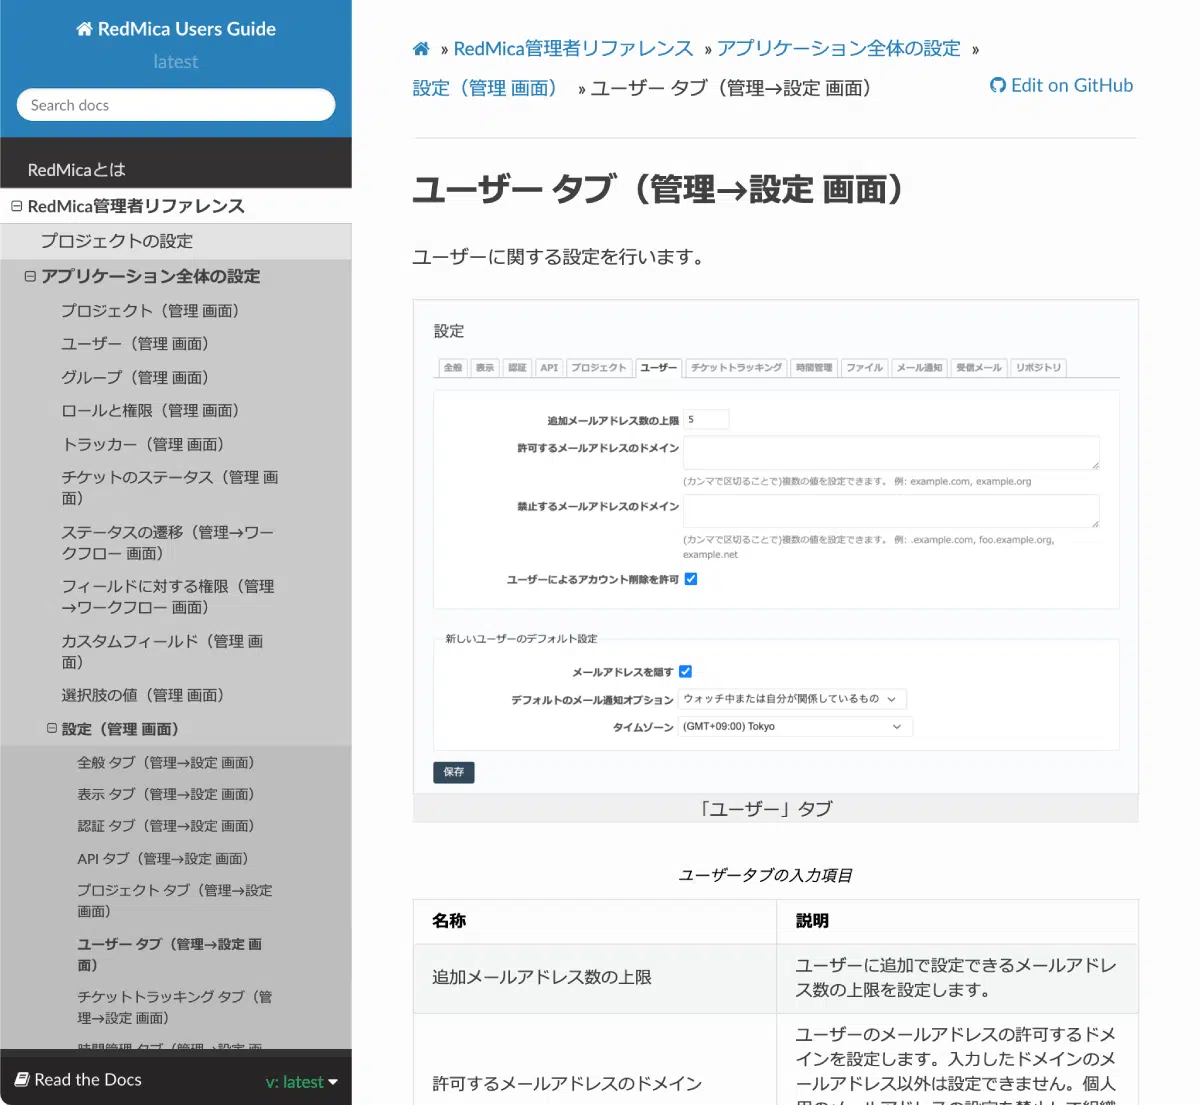 RedMica Users Guide
latest
Search docs
RedMicaとは
RedMica管理者リファレンス
プロジェクトの設定
アプリケーション全体の設定
プロジェクト（管理 画面）
ユーザー（管理 画面）
グループ（管理 画面）
ロールと権限（管理 画面）
トラッカー（管理 画面）
チケットのステータス（管理 画
面）
ステータスの遷移（管理→ワー
クフロー 画面）
フィールドに対する権限（管理
→ワークフロー 画面）
カスタムフィールド（管理 画
面）
選択肢の値（管理 画面）
設定（管理 画面）
全般 タブ（管理→設定 画面）
表示 タブ（管理→設定 画面）
認証 タブ（管理→設定 画面）
API タブ（管理→設定 画面）
プロジェクト タブ（管理→設定
画面）
ユーザー タブ（管理→設定 画
面）
チケットトラッキング タブ（管
理→設定 画面）
時間管理 タブ（管理→設定 画
Read the Docs v: latest
» RedMica管理者リファレンス » アプリケーション全体の設定 »
設定（管理 画面） » ユーザー タブ（管理→設定 画面）
Edit on GitHub
ユーザー タブ（管理→設定 画面）
ユーザーに関する設定を行います。
設定
全般 表示 認証 API プロジェクト ユーザー チケットトラッキング 時間管理 ファイル メール通知 受信メール リポジトリ
追加メールアドレス数の上限 5
許可するメールアドレスのドメイン
(カンマで区切ることで)複数の値を設定できます。 例: example.com, example.org
禁止するメールアドレスのドメイン
(カンマで区切ることで)複数の値を設定できます。 例: .example.com, foo.example.org,
example.net
ユーザーによるアカウント削除を許可
新しいユーザーのデフォルト設定
メールアドレスを隠す
デフォルトのメール通知オプション ウォッチ中または自分が関係しているもの
タイムゾーン (GMT+09:00) Tokyo
保存
「ユーザー」タブ
ユーザータブの入力項目
名称 説明
追加メールアドレス数の上限
ユーザーに追加で設定できるメールアドレ
ス数の上限を設定します。
許可するメールアドレスのドメイン
ユーザーのメールアドレスの許可するドメ
インを設定します。入力したドメインのメ
ールアドレス以外は設定できません。個人
用のメールアドレスの設定を禁止して組織